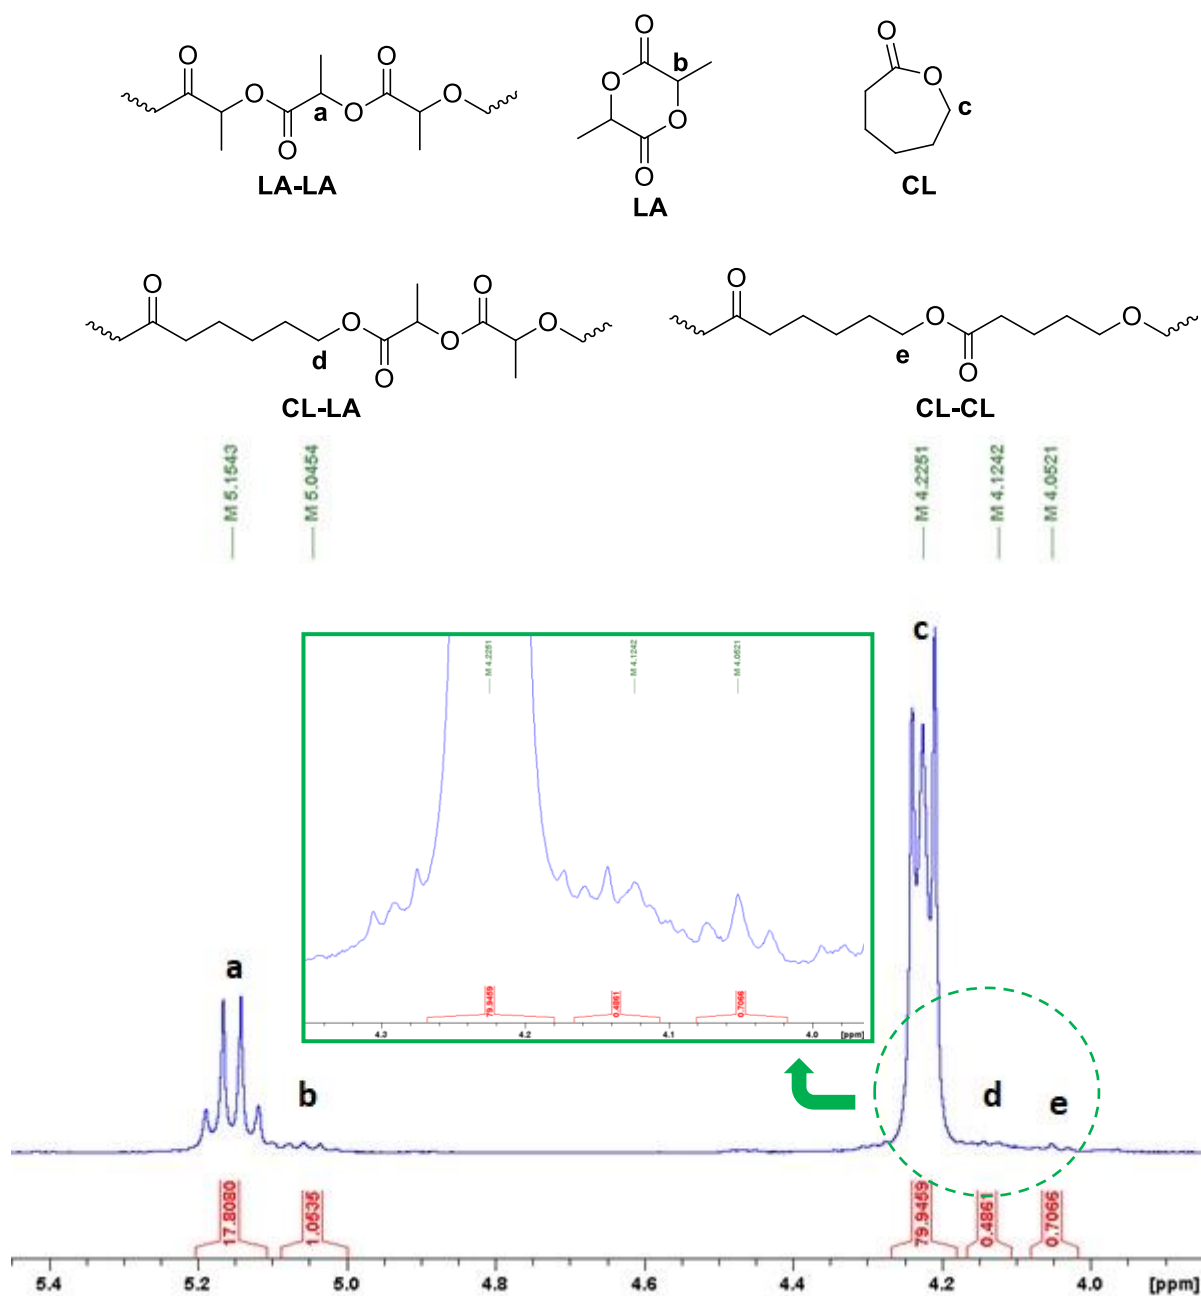 O O O
b O
O O O O O
a O O c
O O
LA-LA O CL
LA
O O O O
O O O
d O e O
O O
CL-LA CL-CL
M 5.1543 M 5.0454 M 4.2251 M 4.1242 M 4.0521
c
M 4.2251 M 4.1242 M 4.0521
79.9459 0.4861 0.7066
4.3 4.2 4.1 4.0 [ppm]
a
b d e
17.8080 1.0535 79.9459 0.4861 0.7066
5.4 5.2 5.0 4.8 4.6 4.4 4.2 4.0 [ppm]